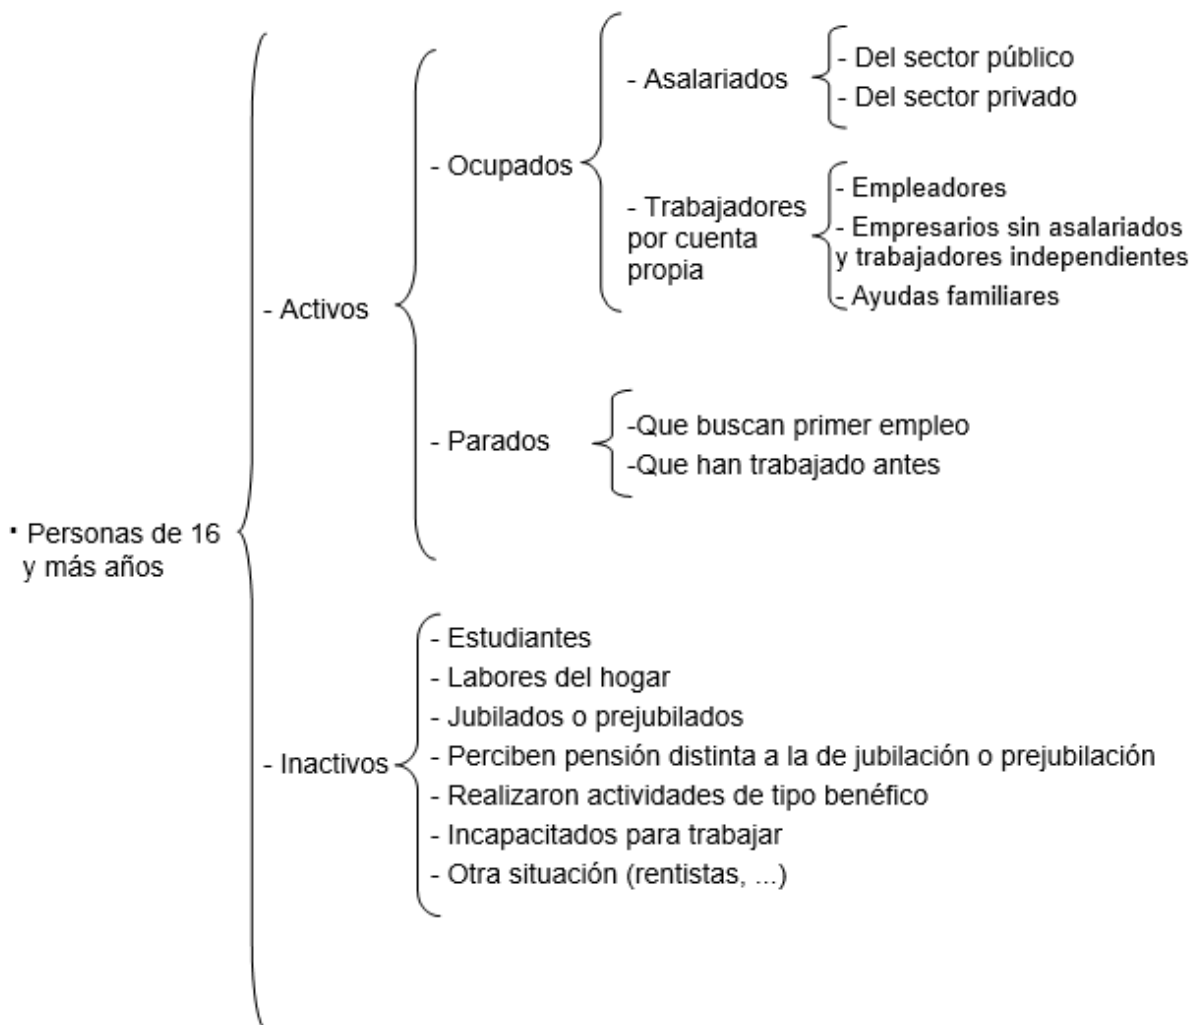 - Asalariados
- Del sector público
- Del sector privado
- Ocupados
- Trabajadores
por cuenta
propia
- Empleadores
- Empresarios sin asalariados
y trabajadores independientes
- Ayudas familiares
- Activos
- Parados
-Que buscan primer empleo
-Que han trabajado antes
· Personas de 16
y más años
- Inactivos
- Estudiantes
- Labores del hogar
- Jubilados o prejubilados
- Perciben pensión distinta a la de jubilación o prejubilación
- Realizaron actividades de tipo benéfico
- Incapacitados para trabajar
- Otra situación (rentistas, ...)